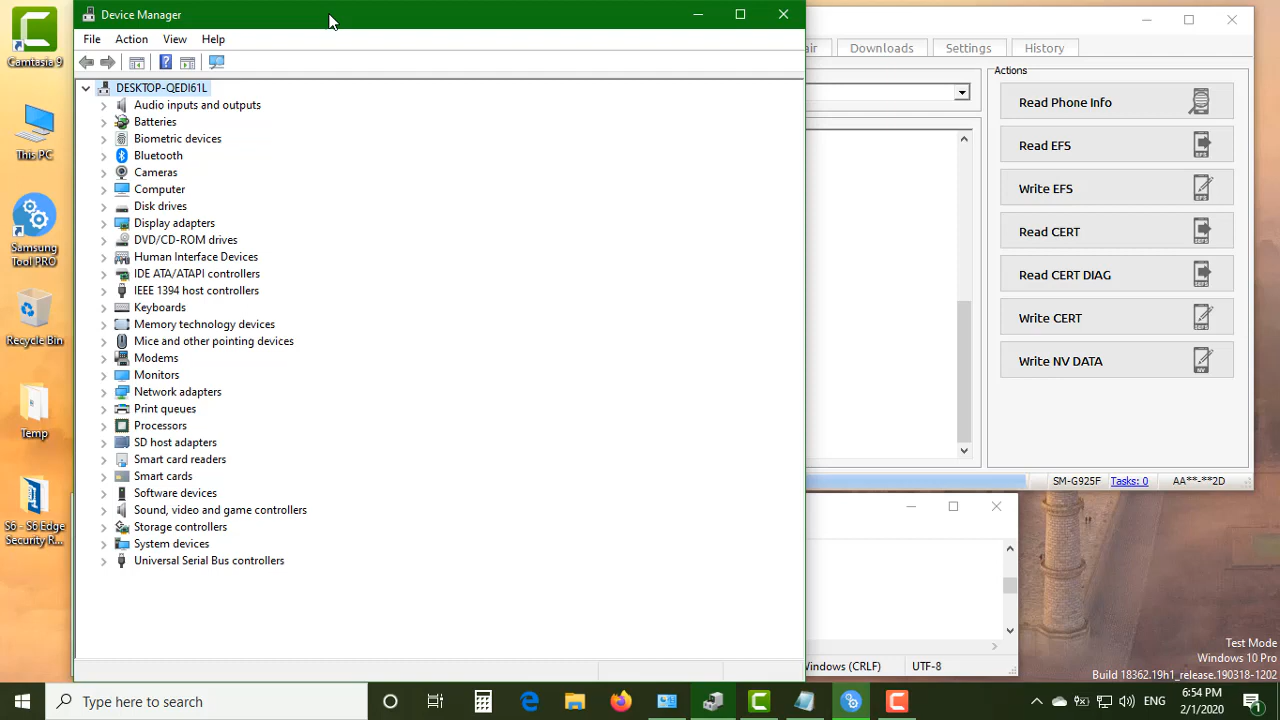 Device Manager
File Action View Help
DESKTOP-QEDI61L
Audio inputs and outputs
Batteries
Biometric devices
Bluetooth
Cameras
Computer
Disk drives
Display adapters
DVD/CD-ROM drives
Human Interface Devices
IDE ATA/ATAPI controllers
IEEE 1394 host controllers
Keyboards
Memory technology devices
Mice and other pointing devices
Modems
Monitors
Network adapters
Print queues
Processors
SD host adapters
Smart card readers
Smart cards
Software devices
Sound, video and game controllers
Storage controllers
System devices
Universal Serial Bus controllers
Camtasia 9
This PC
Samsung
Tool PRO
Recycle Bin
Temp
S6 - S6 Edge
Security R...
Downloads Settings History
Actions
Read Phone Info
Read EFS
Write EFS
Read CERT
Read CERT DIAG
Write CERT
Write NV DATA
SM-G925F Tasks: 0 AA**-**2D
(CRLF) UTF-8
Test Mode
Windows 10 Pro
Build 18362.19h1_release.190318-1202
Type here to search
ENG
6:54 PM
2/1/2020
1